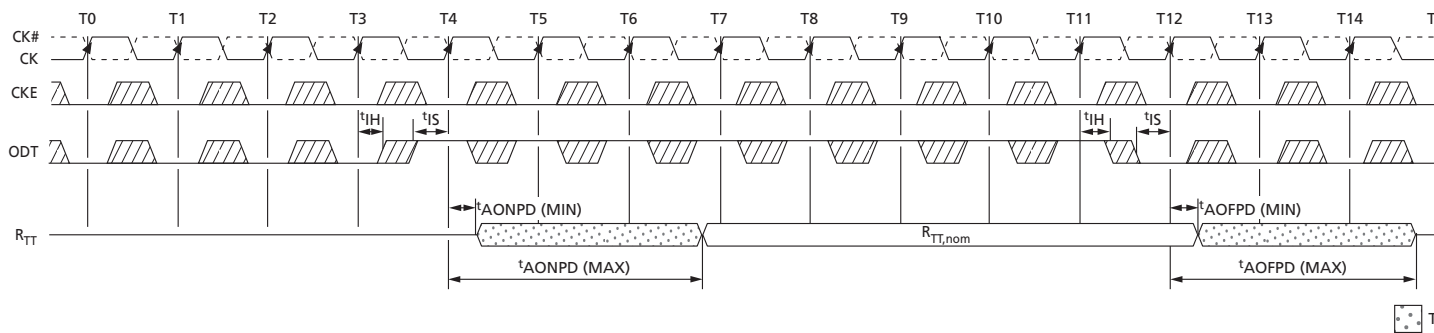 T0 T1 T2 T3 T4 T5 T6 T7 T8 T9 T10 T11 T12 T13 T14 T
CK#
CK
CKE
tIH tIS tIH tIS
ODT
tAONPD (MIN) tAOFPD (MIN)
RTT RTT,nom
tAONPD (MAX) tAOFPD (MAX)
T